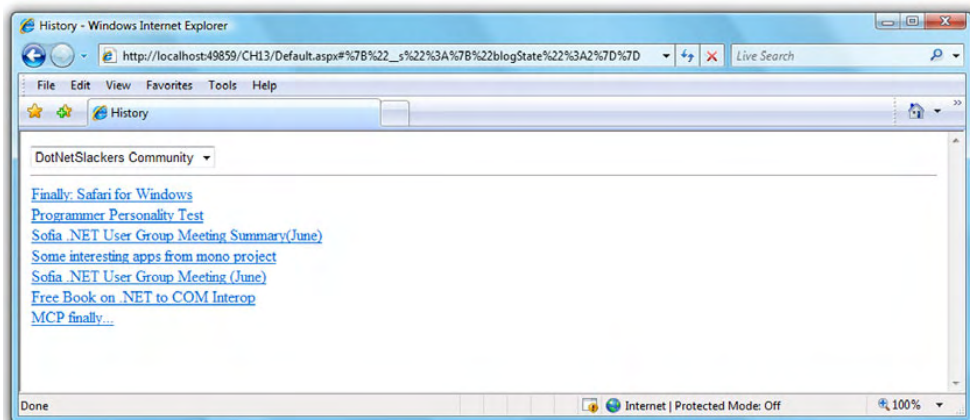 History - Windows Internet Explorer
http://localhost:49859/CH13/Default.aspx#%7B%22__s%22%3A%7B%22blogState%22%3A2%7D%7D
Live Search
File Edit View Favorites Tools Help
History
DotNetSlackers Community
Finally: Safari for Windows
Programmer Personality Test
Sofia .NET User Group Meeting Summary(June)
Some interesting apps from mono project
Sofia .NET User Group Meeting (June)
Free Book on .NET to COM Interop
MCP finally...
Done
Internet | Protected Mode: Off
100%